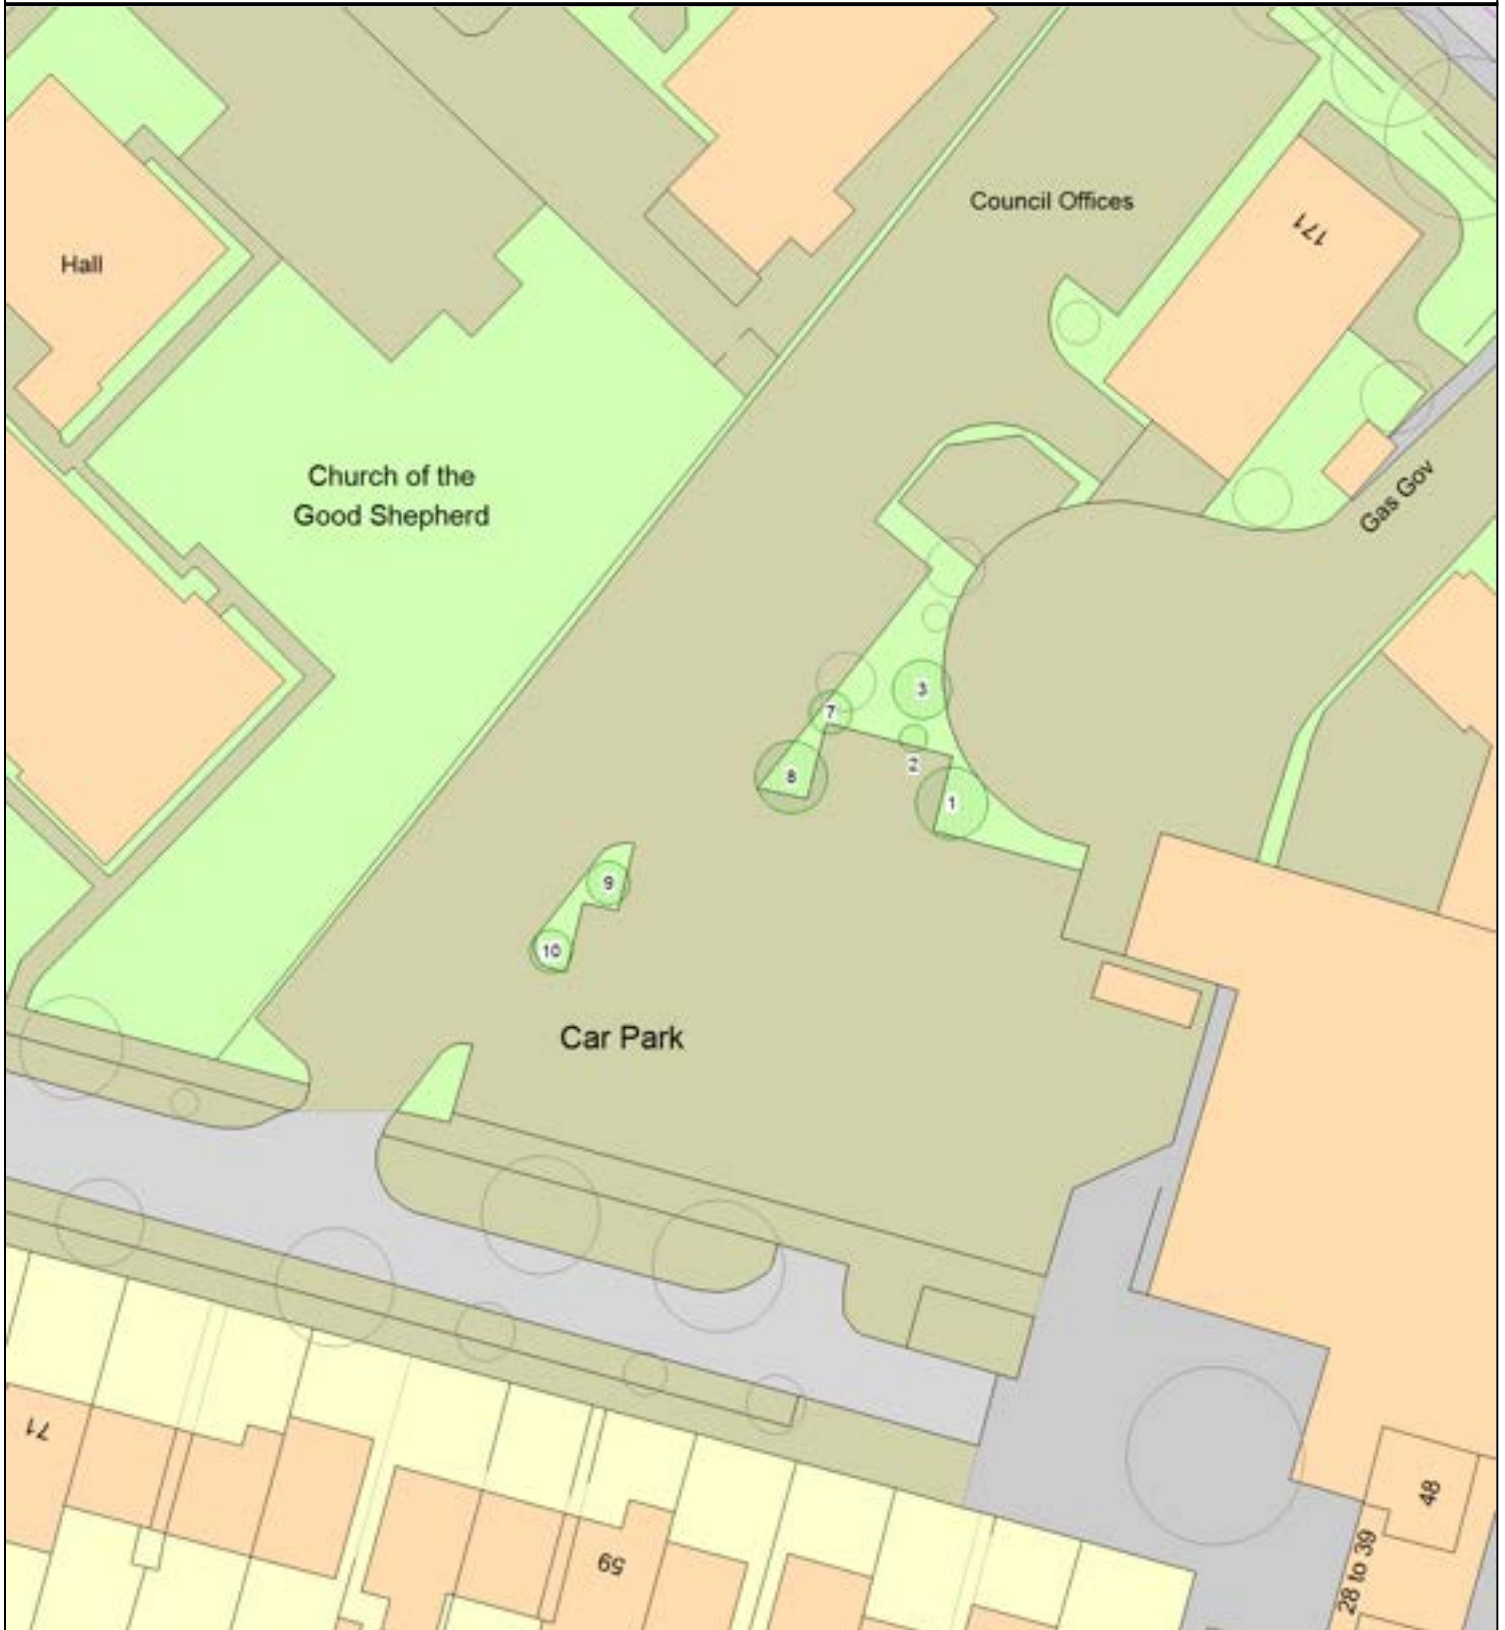 Council Offices
171
Hall
Church of the
Good Shepherd
Gas Gov
3
7
2
8
1
9
10
Car Park
71
59
48
28 to 39